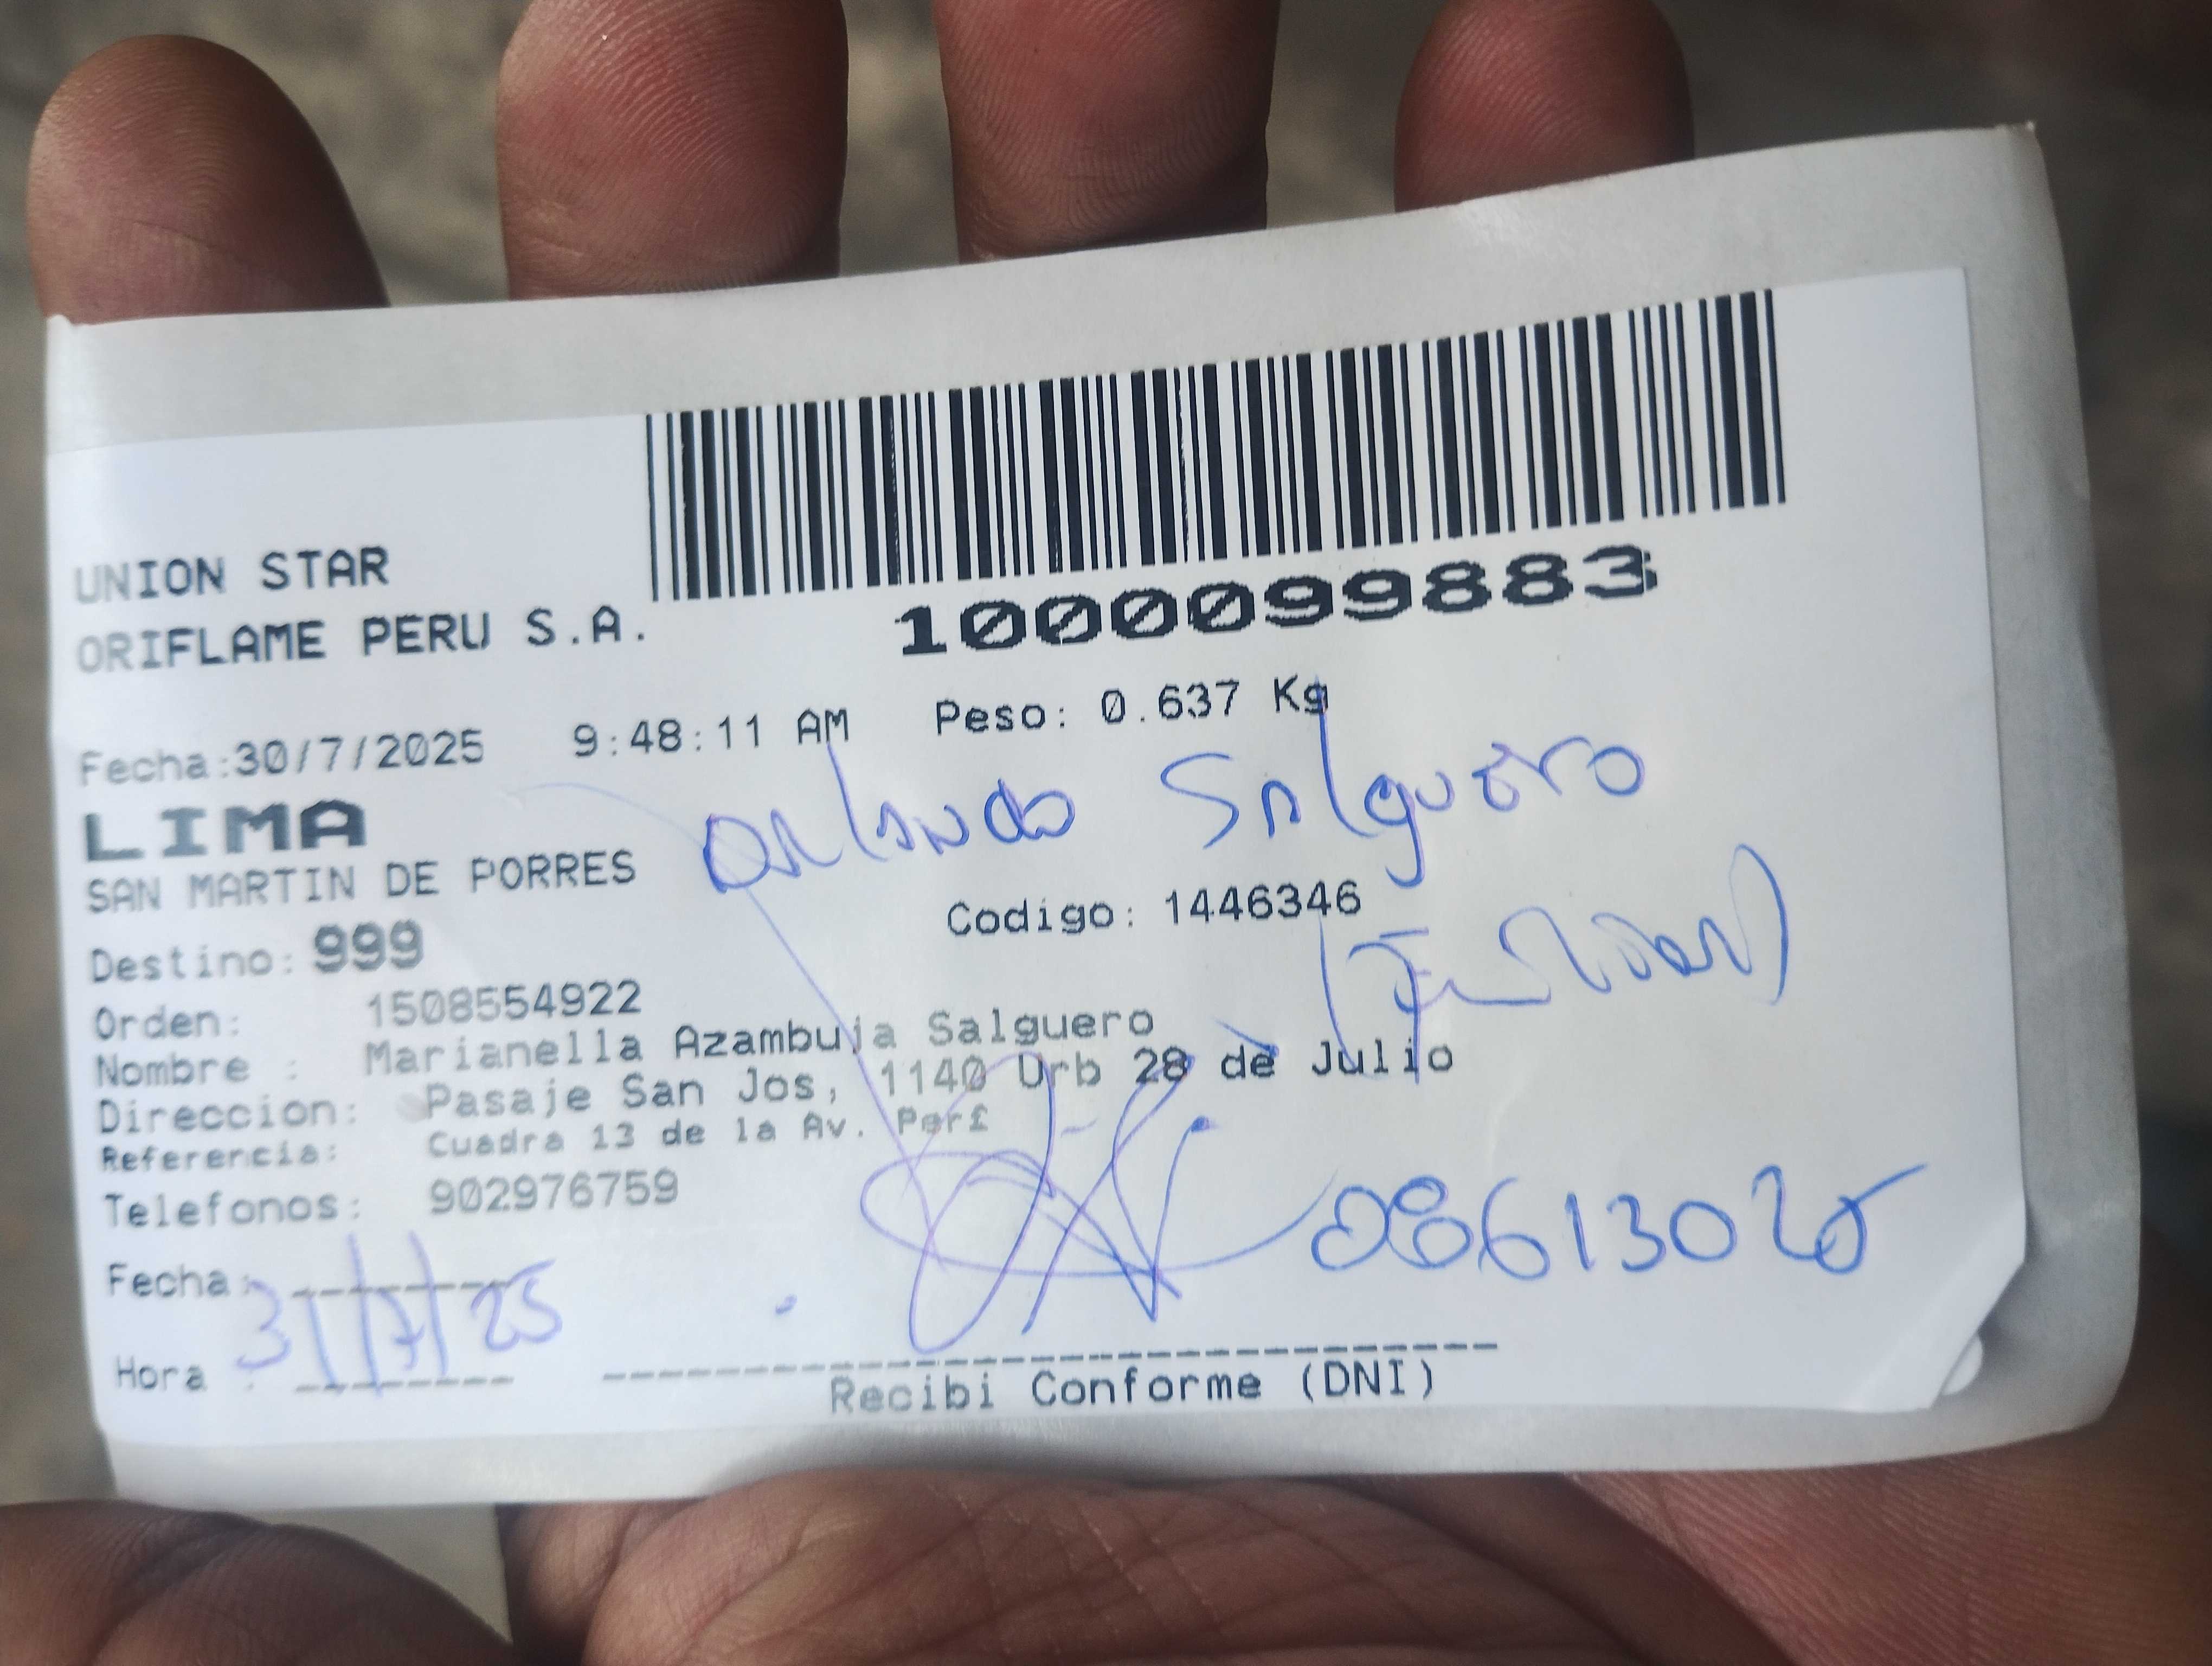 1000099883
UNION STAR
ORIFLAME PERU S.A.
Fecha:30/7/2025 9:48:11 AM Peso: 0.637 Kg
LIMA
Orlando Salguero
SAN MARTIN DE PORRES
Codigo: 1446346
Destino: 999
Orden: 1508554922
Nombre : Marianella Azambuja Salguero
Direccion: Pasaje San Jos, 1140 Urb 28 de Julio
Referencia: Cuadra 13 de la Av. Per£
Telefonos: 902976759
08613025
Fecha: 31/7/25
Hora :
Recibi Conforme (DNI)